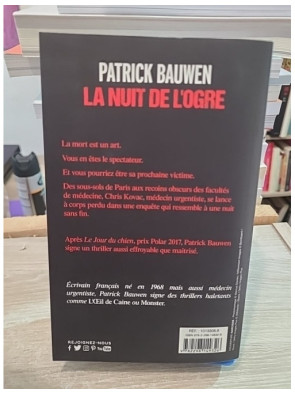 PATRICK BAUWEN
LA NUIT DE L'OGRE
La mort est un art.
Vous en êtes le spectateur.
Et vous pourriez être sa prochaine victime.
Des sous-sols de Paris aux recoins obscurs des facultés
de médecine, Chris Kovac, médecin urgentiste, se lance
à corps perdu dans une enquête qui ressemble à une nuit
sans fin.
Après Le Jour du chien, prix Polar 2017, Patrick Bauwen
signe un thriller aussi effroyable que maîtrisé.
Écrivain français né en 1968 mais aussi médecin
urgentiste, Patrick Bauwen signe des thrillers haletants
comme L'Œil de Caine ou Monster.
REJOIGNEZ-NOUS